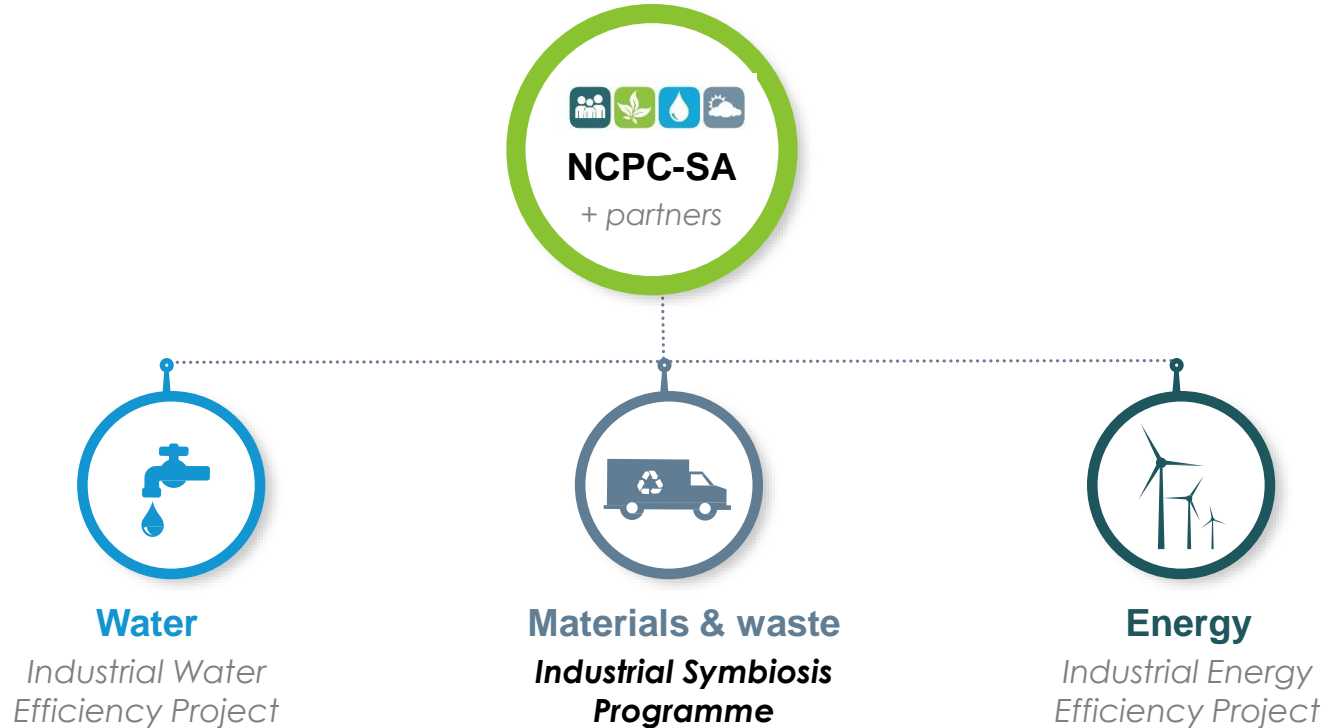 NCPC-SA
+ partners
Water
Industrial Water
Efficiency Project
Materials & waste
Industrial Symbiosis
Programme
Energy
Industrial Energy
Efficiency Project